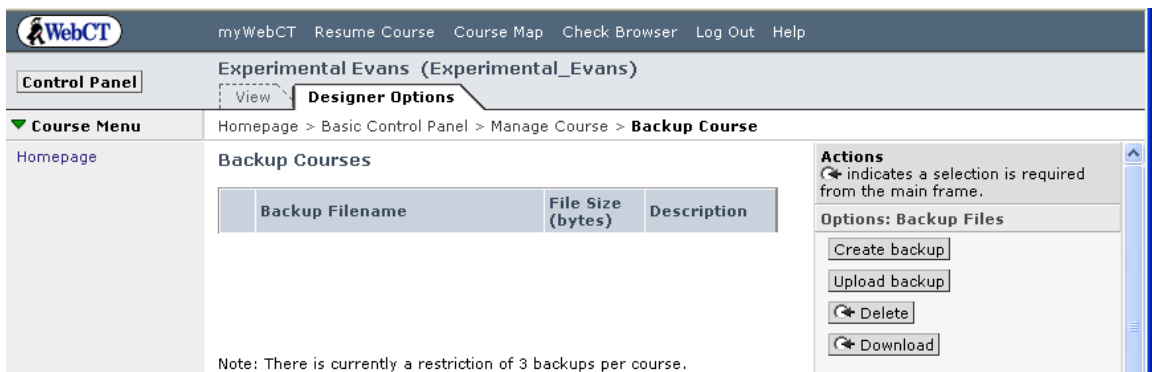 WebCT
myWebCT Resume Course Course Map Check Browser Log Out Help
Control Panel
Experimental Evans (Experimental_Evans)
View Designer Options
Course Menu
Homepage > Basic Control Panel > Manage Course > Backup Course
Homepage
Backup Courses
Backup Filename
File Size
(bytes)
Description
Note: There is currently a restriction of 3 backups per course.
Actions
indicates a selection is required
from the main frame.
Options: Backup Files
Create backup
Upload backup
Delete
Download